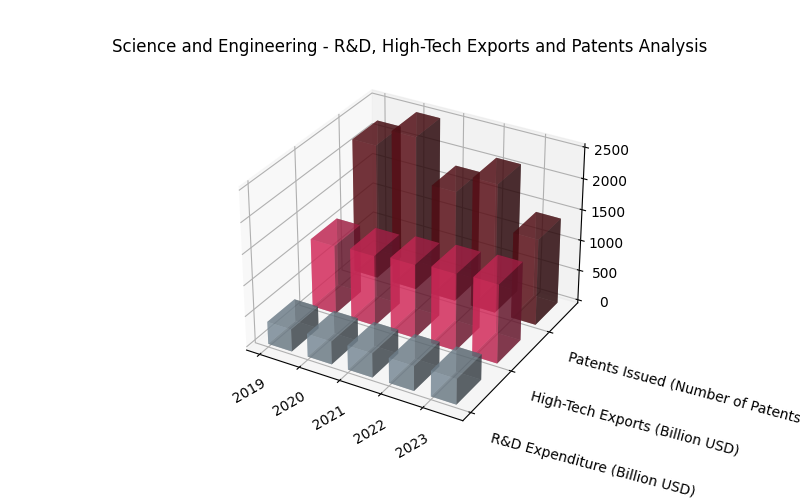 Science and Engineering - R&D, High-Tech Exports and Patents Analysis
2500
2000
1500
1000
500
0
2019
2020
2021
2022
2023
Patents Issued (Number of Patents
High-Tech Exports (Billion USD)
R&D Expenditure (Billion USD)